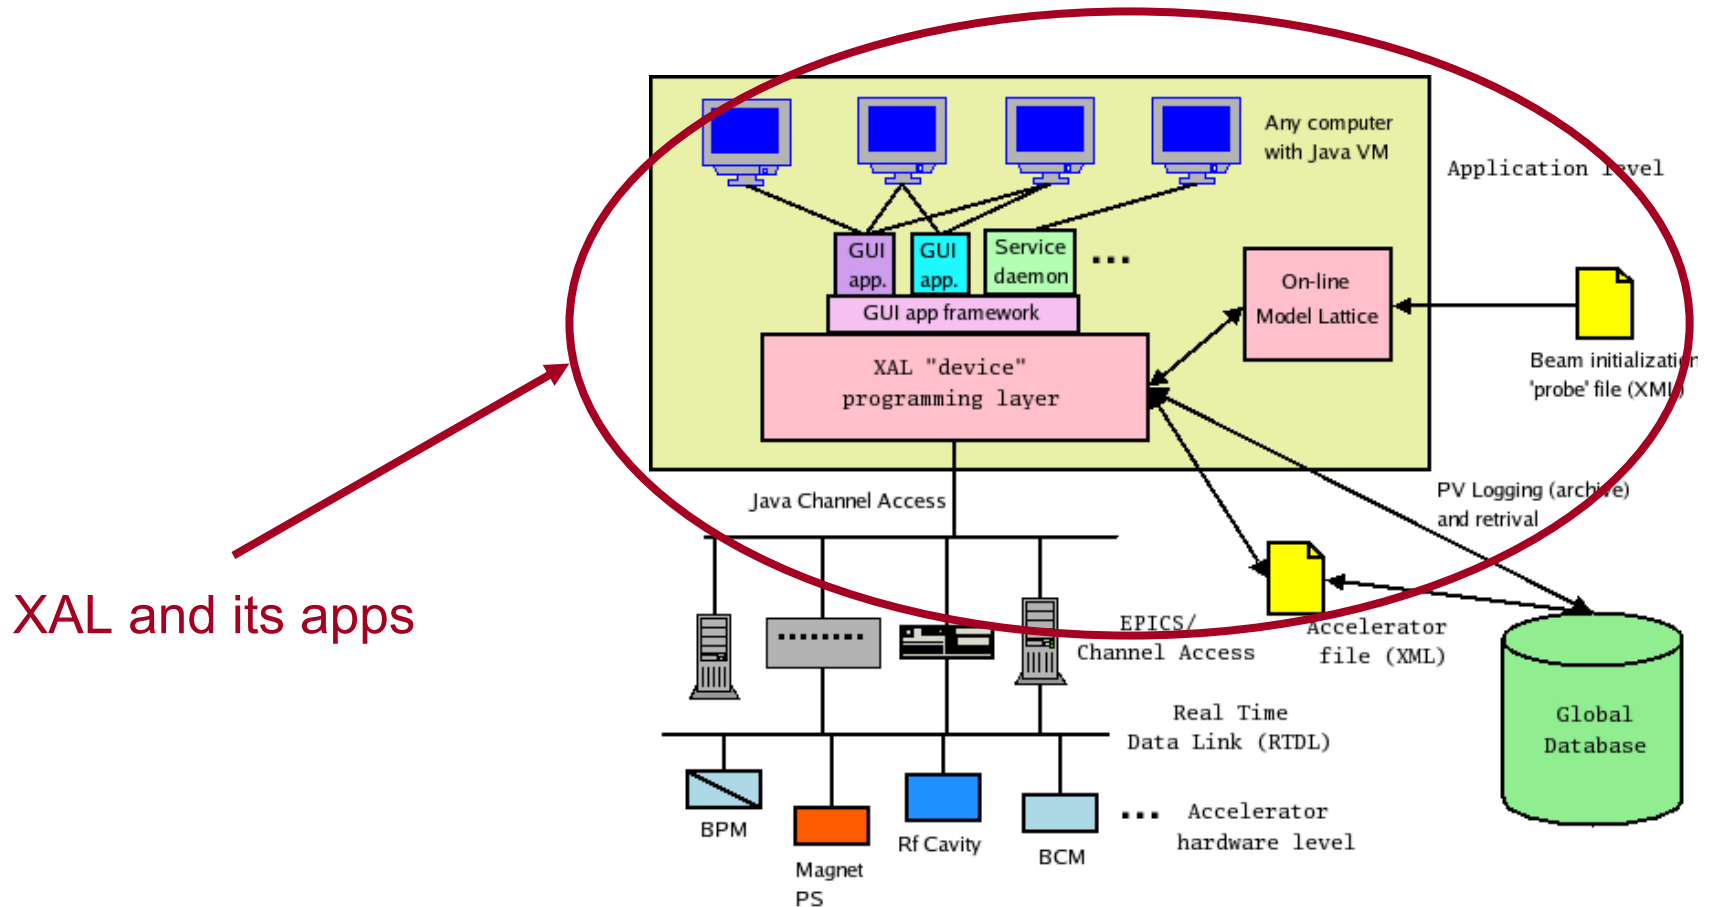 Any computer
with Java VM
Application level
GUI
app.
GUI
app.
Service
daemon
...
On-line
Model Lattice
GUI app framework
Beam initialization
'probe' file (XML)
XAL "device"
programming layer
Java Channel Access
PV Logging (archive)
and retrival
XAL and its apps
EPICS/
Channel Access
Accelerator
file (XML)
Real Time
Data Link (RTDL)
Global
Database
BPM
Magnet
PS
Rf Cavity
BCM
...
Accelerator
hardware level